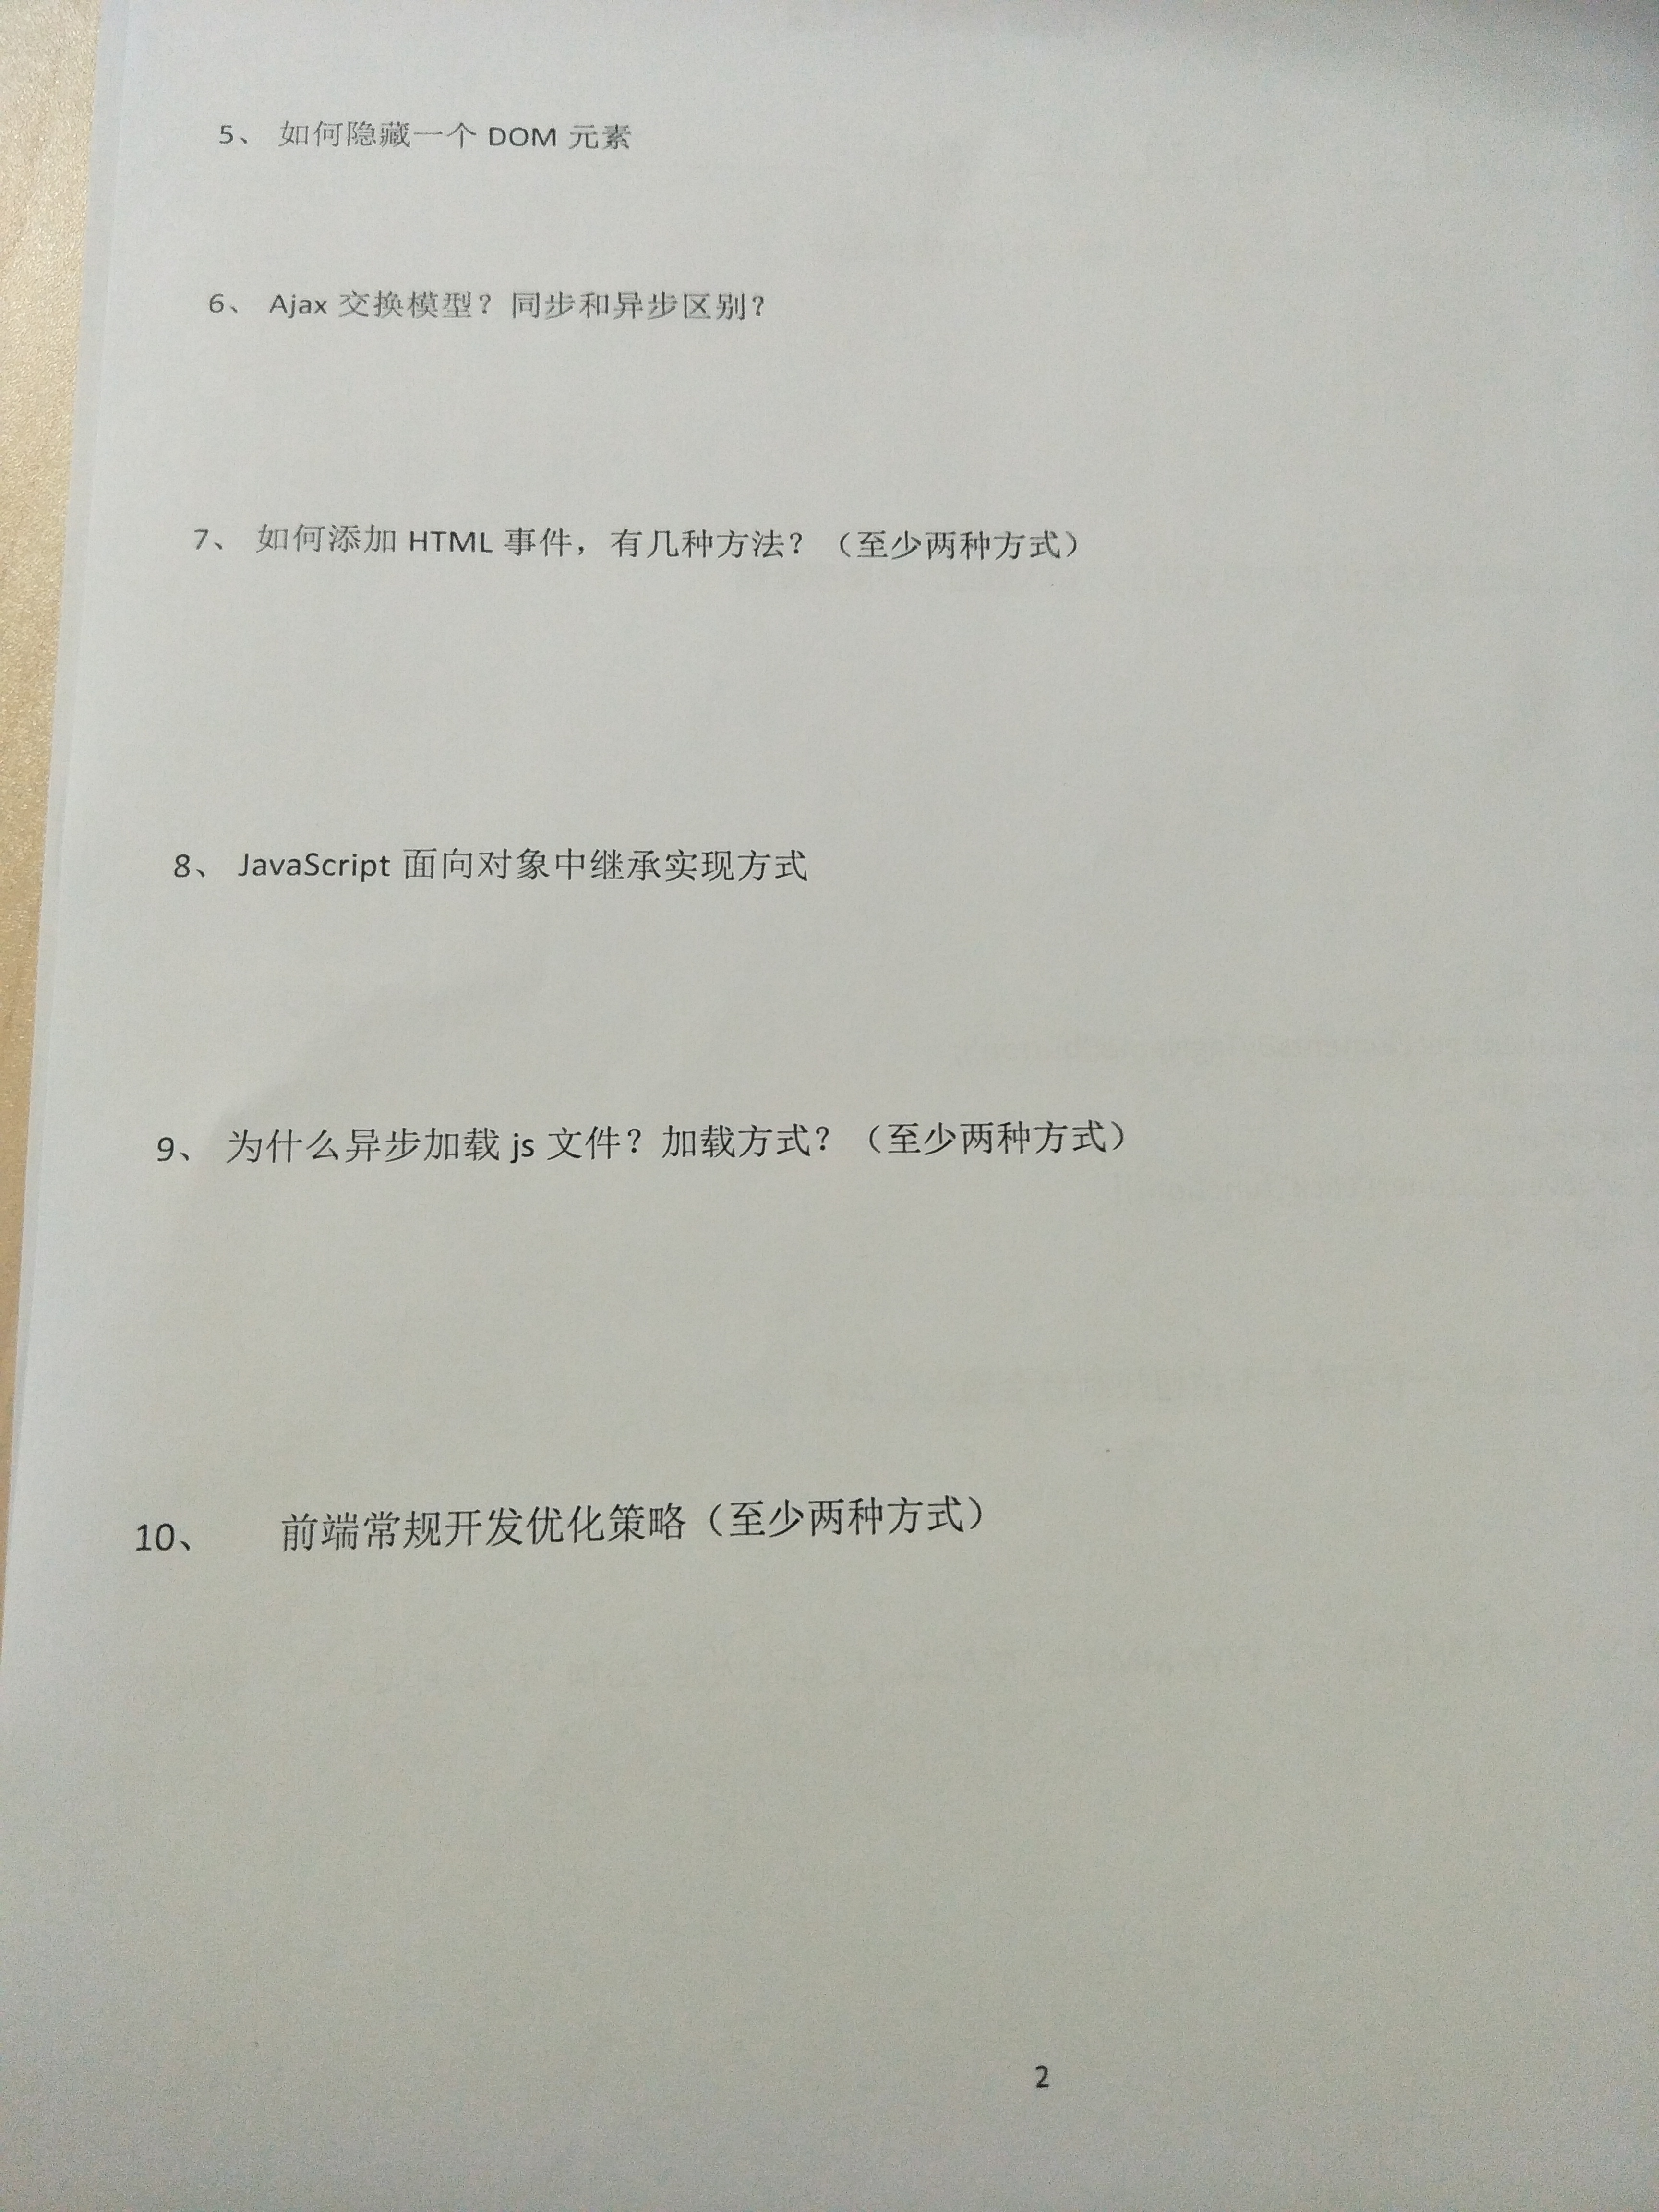 5、 如何隐藏一个 DOM 元素
6、 Ajax 交换模型？同步和异步区别？
7、 如何添加 HTML 事件，有几种方法？（至少两种方式）
8、 JavaScript 面向对象中继承实现方式
9、 为什么异步加载 js 文件？加载方式？（至少两种方式）
10、 前端常规开发优化策略（至少两种方式）
2